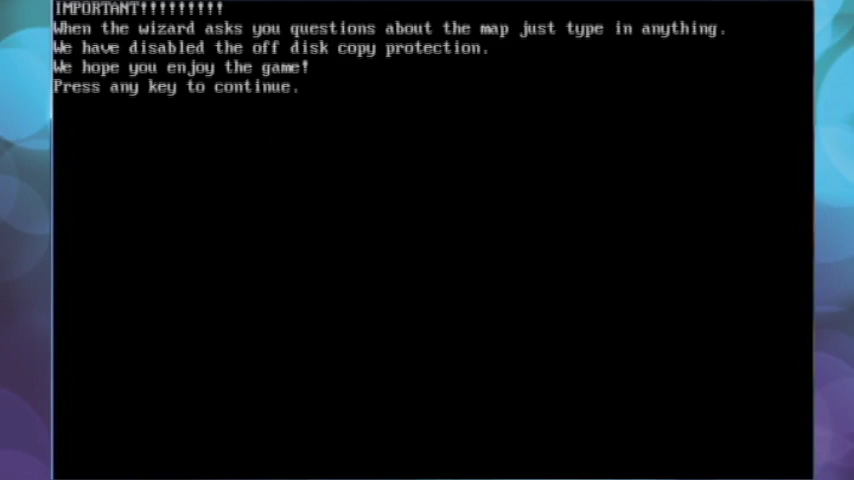 IMPORTANT!!!!!!!!!
When the wizard asks you questions about the map just type in anything.
We have disabled the off disk copy protection.
We hope you enjoy the game!
Press any key to continue.